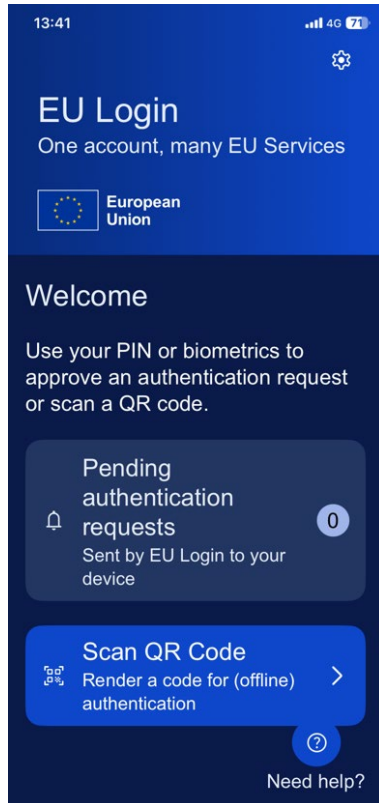 13:41
4G 71
EU Login
One account, many EU Services
European
Union
Welcome
Use your PIN or biometrics to
approve an authentication request
or scan a QR code.
Pending
authentication
requests
0
Sent by EU Login to your
device
Scan QR Code
Render a code for (offline)
authentication
?
Need help?